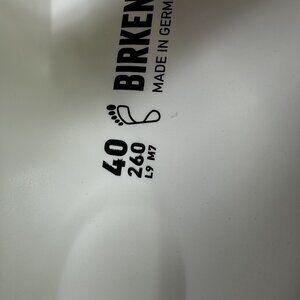 BIRKEN
MADE IN GERM
40
260
L9 M7